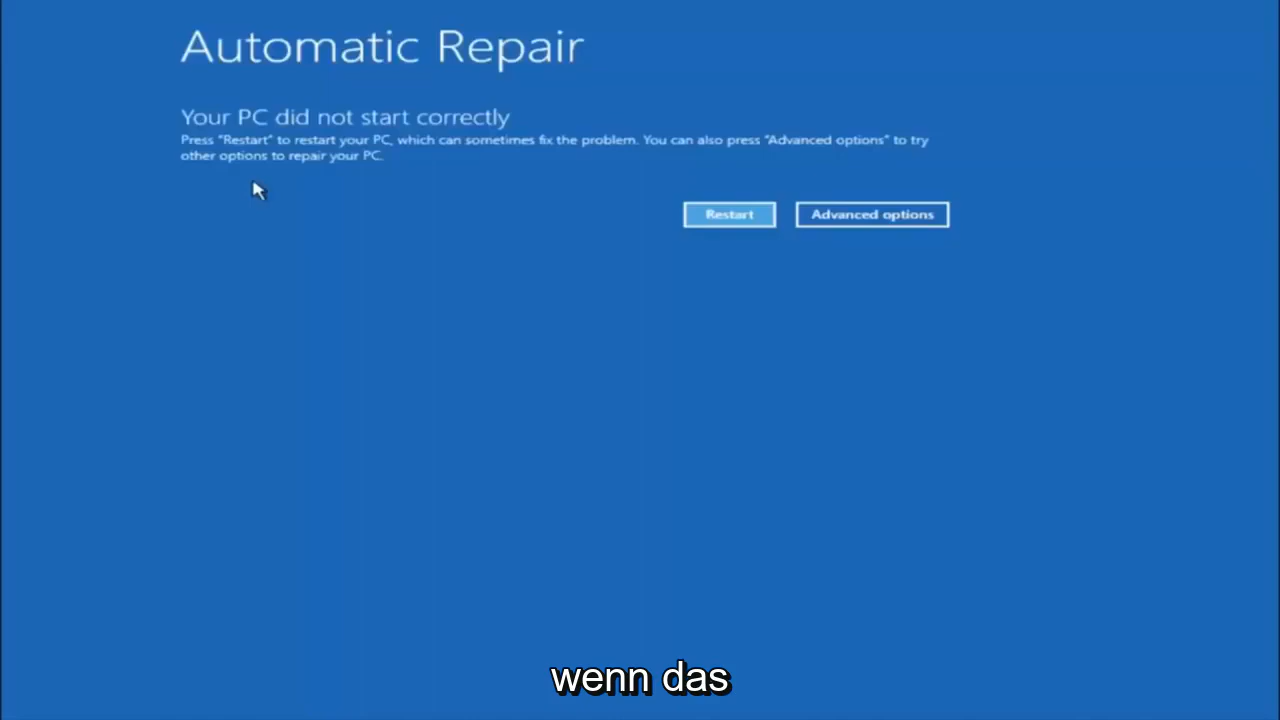 Automatic Repair
Your PC did not start correctly
Press "Restart" to restart your PC, which can sometimes fix the problem. You can also press "Advanced options" to try
other options to repair your PC.
Restart
Advanced options
wenn das